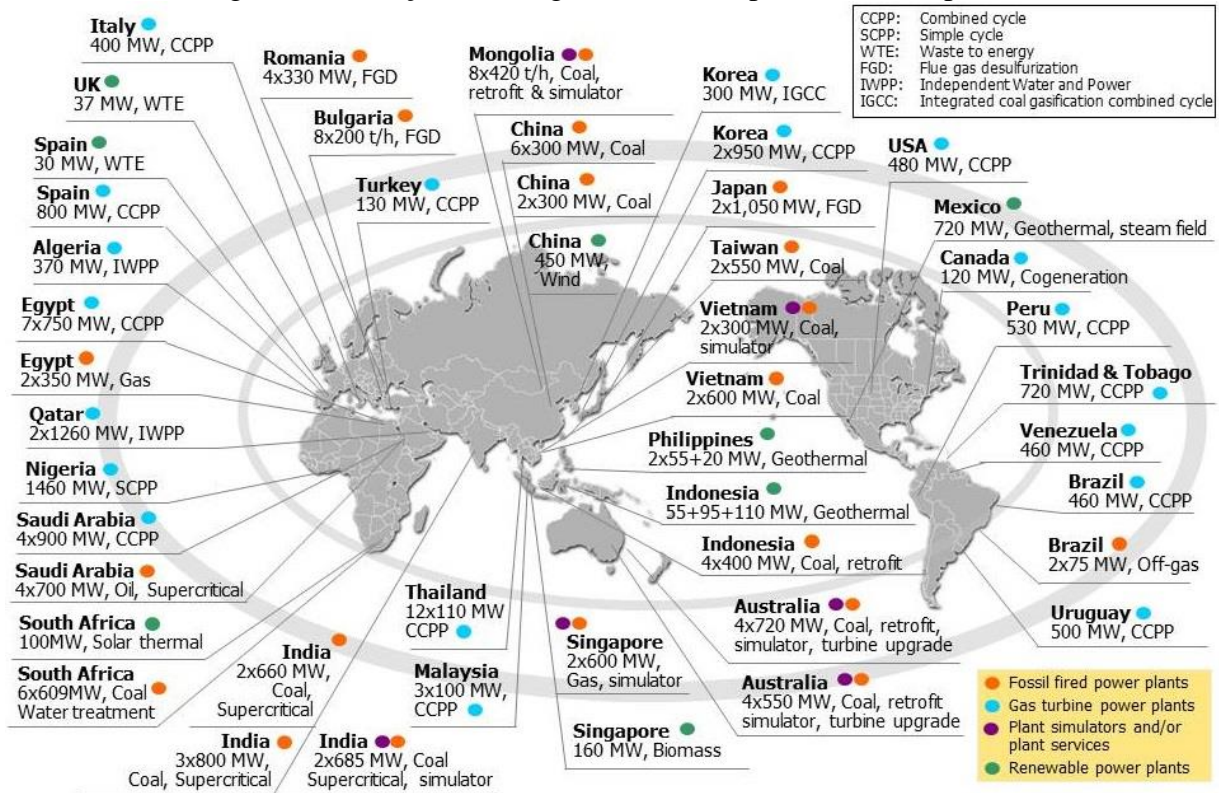 Italy
400 MW, CCPP
UK
37 MW, WTE
Spain
30 MW, WTE
Spain
800 MW, CCPP
Algeria
370 MW, IWPP
Egypt
7x750 MW, CCPP
Egypt
2x350 MW, Gas
Qatar
2x1260 MW, IWPP
Nigeria
1460 MW, SCPP
Saudi Arabia
4x900 MW, CCPP
Saudi Arabia
4x700 MW, Oil, Supercritical
South Africa
100MW, Solar thermal
South Africa
6x609MW, Coal
Water treatment
Romania
4x330 MW, FGD
Bulgaria
8x200 t/h, FGD
Turkey
130 MW, CCPP
Mongolia
8x420 t/h, Coal,
retrofit & simulator
China
6x300 MW, Coal
China
2x300 MW, Coal
China
450 MW,
Wind
Korea
300 MW, IGCC
Korea
2x950 MW, CCPP
Japan
2x1,050 MW, FGD
Taiwan
2x550 MW, Coal
Vietnam
2x300 MW, Coal,
simulator
Vietnam
2x600 MW, Coal
Philippines
2x55+20 MW, Geothermal
Indonesia
55+95+110 MW, Geothermal
Indonesia
4x400 MW, Coal, retrofit
Australia
4x720 MW, Coal, retrofit,
simulator, turbine upgrade
Australia
4x550 MW, Coal, retrofit
simulator, turbine upgrade
Thailand
12x110 MW
CCPP
Malaysia
3x100 MW,
CCPP
Singapore
2x600 MW,
Gas, simulator
Singapore
160 MW, Biomass
India
2x660 MW,
Coal,
Supercritical
India
3x800 MW,
Coal, Supercritical
India
2x685 MW, Coal
Supercritical, simulator
CCPP: Combined cycle
SCPP: Simple cycle
WTE: Waste to energy
FGD: Flue gas desulfurization
IWPP: Independent Water and Power
IGCC: Integrated coal gasification combined cycle
USA
480 MW, CCPP
Mexico
720 MW, Geothermal, steam field
Canada
120 MW, Cogeneration
Peru
530 MW, CCPP
Trinidad & Tobago
720 MW, CCPP
Venezuela
460 MW, CCPP
Brazil
460 MW, CCPP
Brazil
2x75 MW, Off-gas
Uruguay
500 MW, CCPP
Fossil fired power plants
Gas turbine power plants
Plant simulators and/or
plant services
Renewable power plants